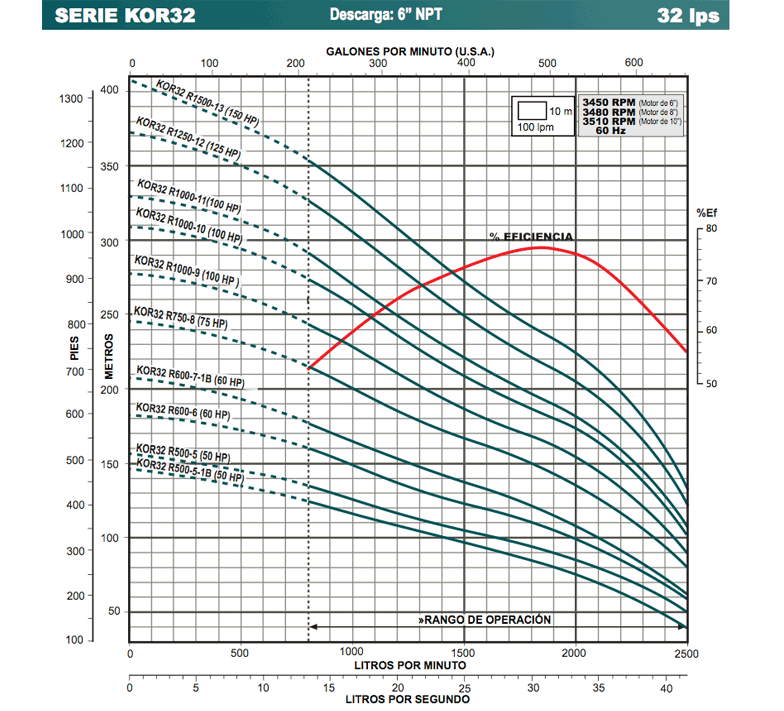 SERIE KOR32 Descarga: 6” NPT 32 lps
GALONES POR MINUTO (U.S.A.)
0 100 200 300 400 500 600
KOR32 R1500-13 (150 HP)
KOR32 R1250-12 (125 HP)
KOR32 R1000-11(100 HP)
KOR32 R1000-10 (100 HP)
KOR32 R1000-9 (100 HP )
KOR32 R750-8 (75 HP)
KOR32 R600-7-1B (60 HP)
KOR32 R600-6 (60 HP)
KOR32 R500-5 (50 HP)
KOR32 R500-5-1B (50 HP)
10 m
100 lpm
3450 RPM (Motor de 6”)
3480 RPM (Motor de 8”)
3510 RPM (Motor de 10”)
60 Hz
% EFICIENCIA
%Ef
80
70
60
50
PIES
1300
1200
1100
1000
900
800
700
600
500
400
300
200
100
METROS
400
350
300
250
200
150
100
50
»RANGO DE OPERACIÓN
0 500 1000 1500 2000 2500
LITROS POR MINUTO
0 5 10 15 20 25 30 35 40
LITROS POR SEGUNDO